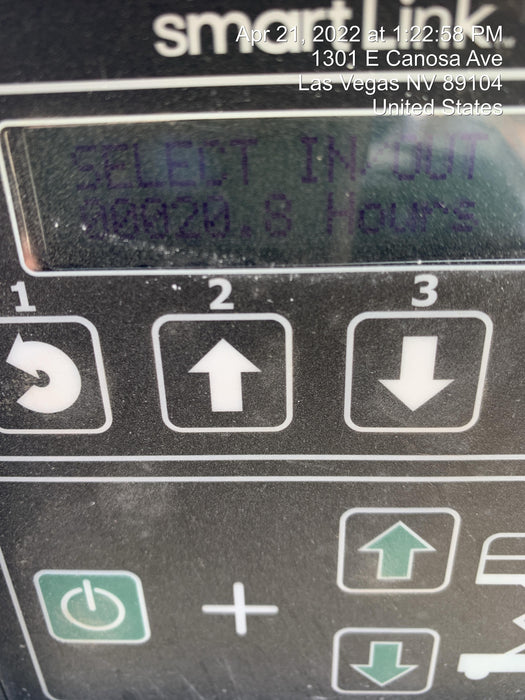 smartLink™
Apr 21, 2022 at 1:22:58 PM
1301 E Canosa Ave
Las Vegas NV 89104
United States
SELECT IN/OUT
00020.8 Hours
1 2 3